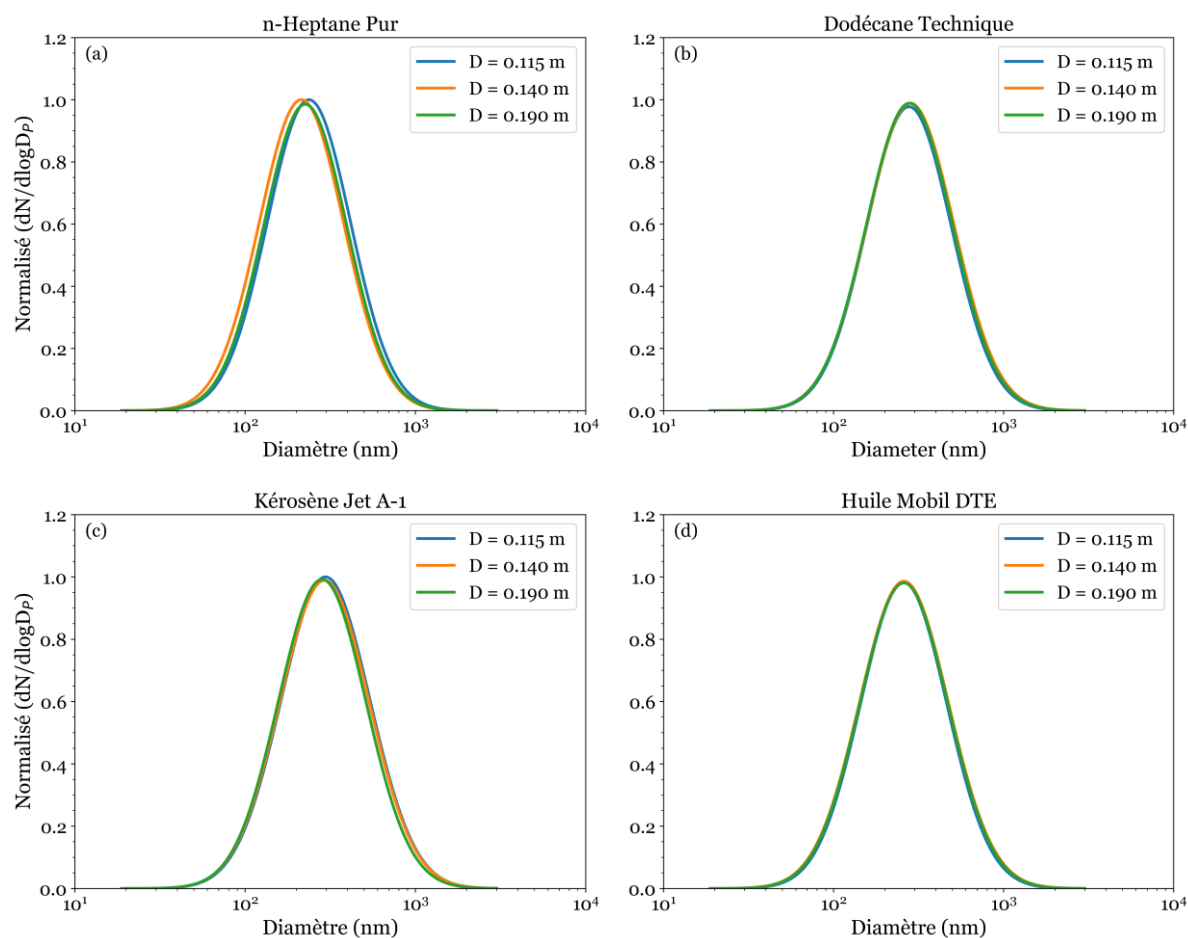 n-Heptane Pur
(a)
D = 0.115 m
D = 0.140 m
D = 0.190 m
Normalisé (dN/dlogDₚ)
1.2
1.0
0.8
0.6
0.4
0.2
0.0
10¹
10²
10³
10⁴
Diamètre (nm)
Dodécane Technique
(b)
D = 0.115 m
D = 0.140 m
D = 0.190 m
1.2
1.0
0.8
0.6
0.4
0.2
0.0
10¹
10²
10³
10⁴
Diameter (nm)
Kérosène Jet A-1
(c)
D = 0.115 m
D = 0.140 m
D = 0.190 m
Normalisé (dN/dlogDₚ)
1.2
1.0
0.8
0.6
0.4
0.2
0.0
10¹
10²
10³
10⁴
Diamètre (nm)
Huile Mobil DTE
(d)
D = 0.115 m
D = 0.140 m
D = 0.190 m
1.2
1.0
0.8
0.6
0.4
0.2
0.0
10¹
10²
10³
10⁴
Diamètre (nm)